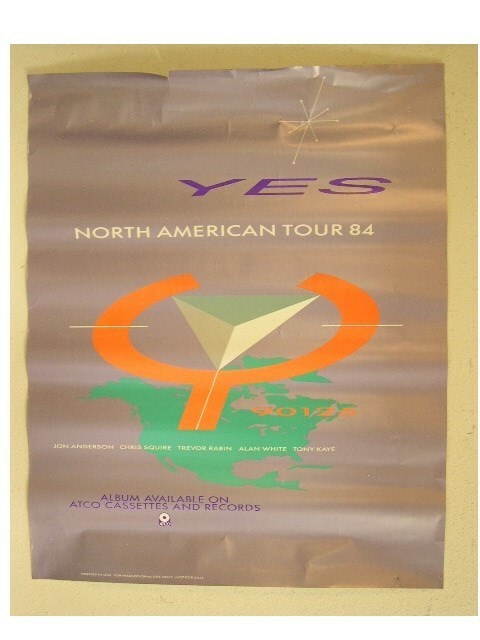 YES
NORTH AMERICAN TOUR 84
90125
JON ANDERSON CHRIS SQUIRE TREVOR RABIN ALAN WHITE TONY KAYE
ALBUM AVAILABLE ON
ATCO CASSETTES AND RECORDS